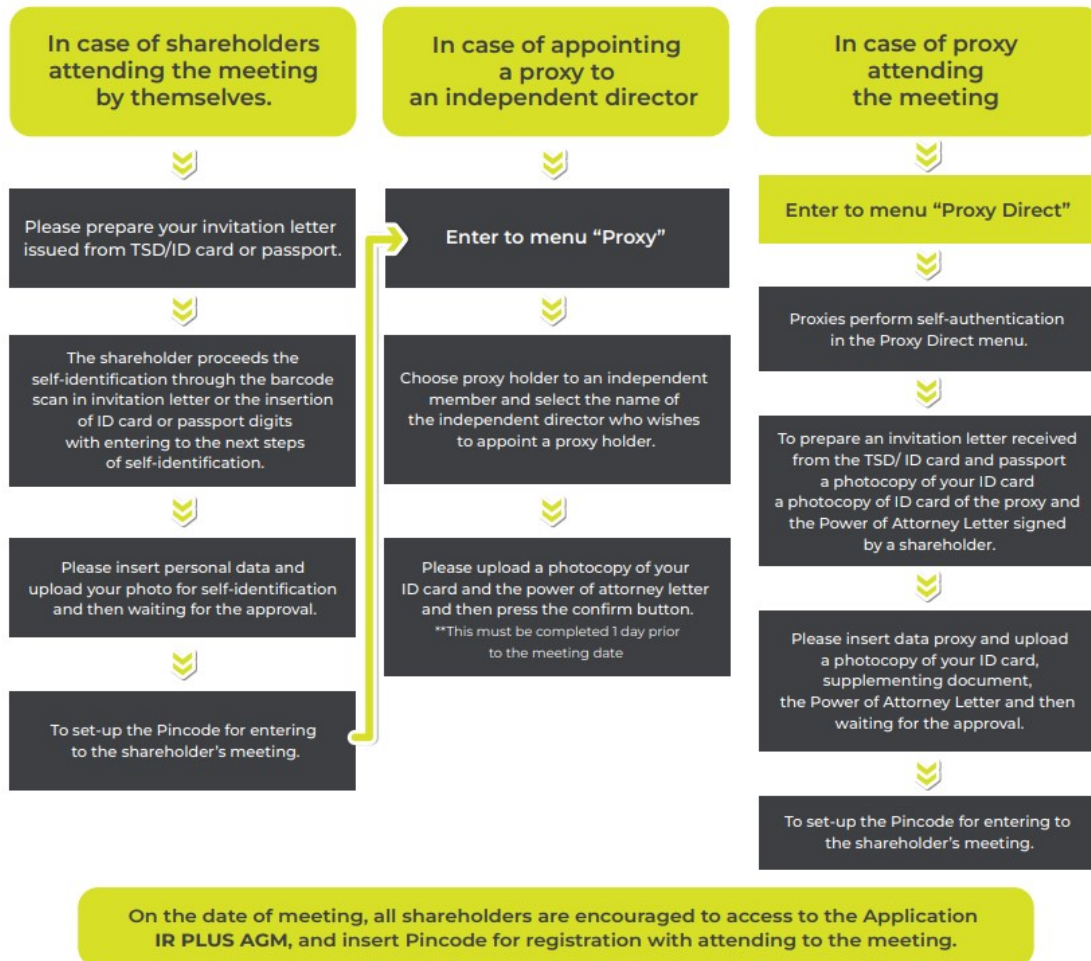 In case of shareholders
attending the meeting
by themselves.
Please prepare your invitation letter
issued from TSD/ID card or passport.
The shareholder proceeds the
self-identification through the barcode
scan in invitation letter or the insertion
of ID card or passport digits
with entering to the next steps
of self-identification.
Please insert personal data and
upload your photo for self-identification
and then waiting for the approval.
To set-up the Pincode for entering
to the shareholder's meeting.
In case of appointing
a proxy to
an independent director
Enter to menu “Proxy”
Choose proxy holder to an independent
member and select the name of
the independent director who wishes
to appoint a proxy holder.
Please upload a photocopy of your
ID card and the power of attorney letter
and then press the confirm button.
**This must be completed 1 day prior
to the meeting date
In case of proxy
attending
the meeting
Enter to menu “Proxy Direct”
Proxies perform self-authentication
in the Proxy Direct menu.
To prepare an invitation letter received
from the TSD/ ID card and passport
a photocopy of your ID card
a photocopy of ID card of the proxy and
the Power of Attorney Letter signed
by a shareholder.
Please insert data proxy and upload
a photocopy of your ID card,
supplementing document,
the Power of Attorney Letter and then
waiting for the approval.
To set-up the Pincode for entering to
the shareholder's meeting.
On the date of meeting, all shareholders are encouraged to access to the Application
IR PLUS AGM, and insert Pincode for registration with attending to the meeting.